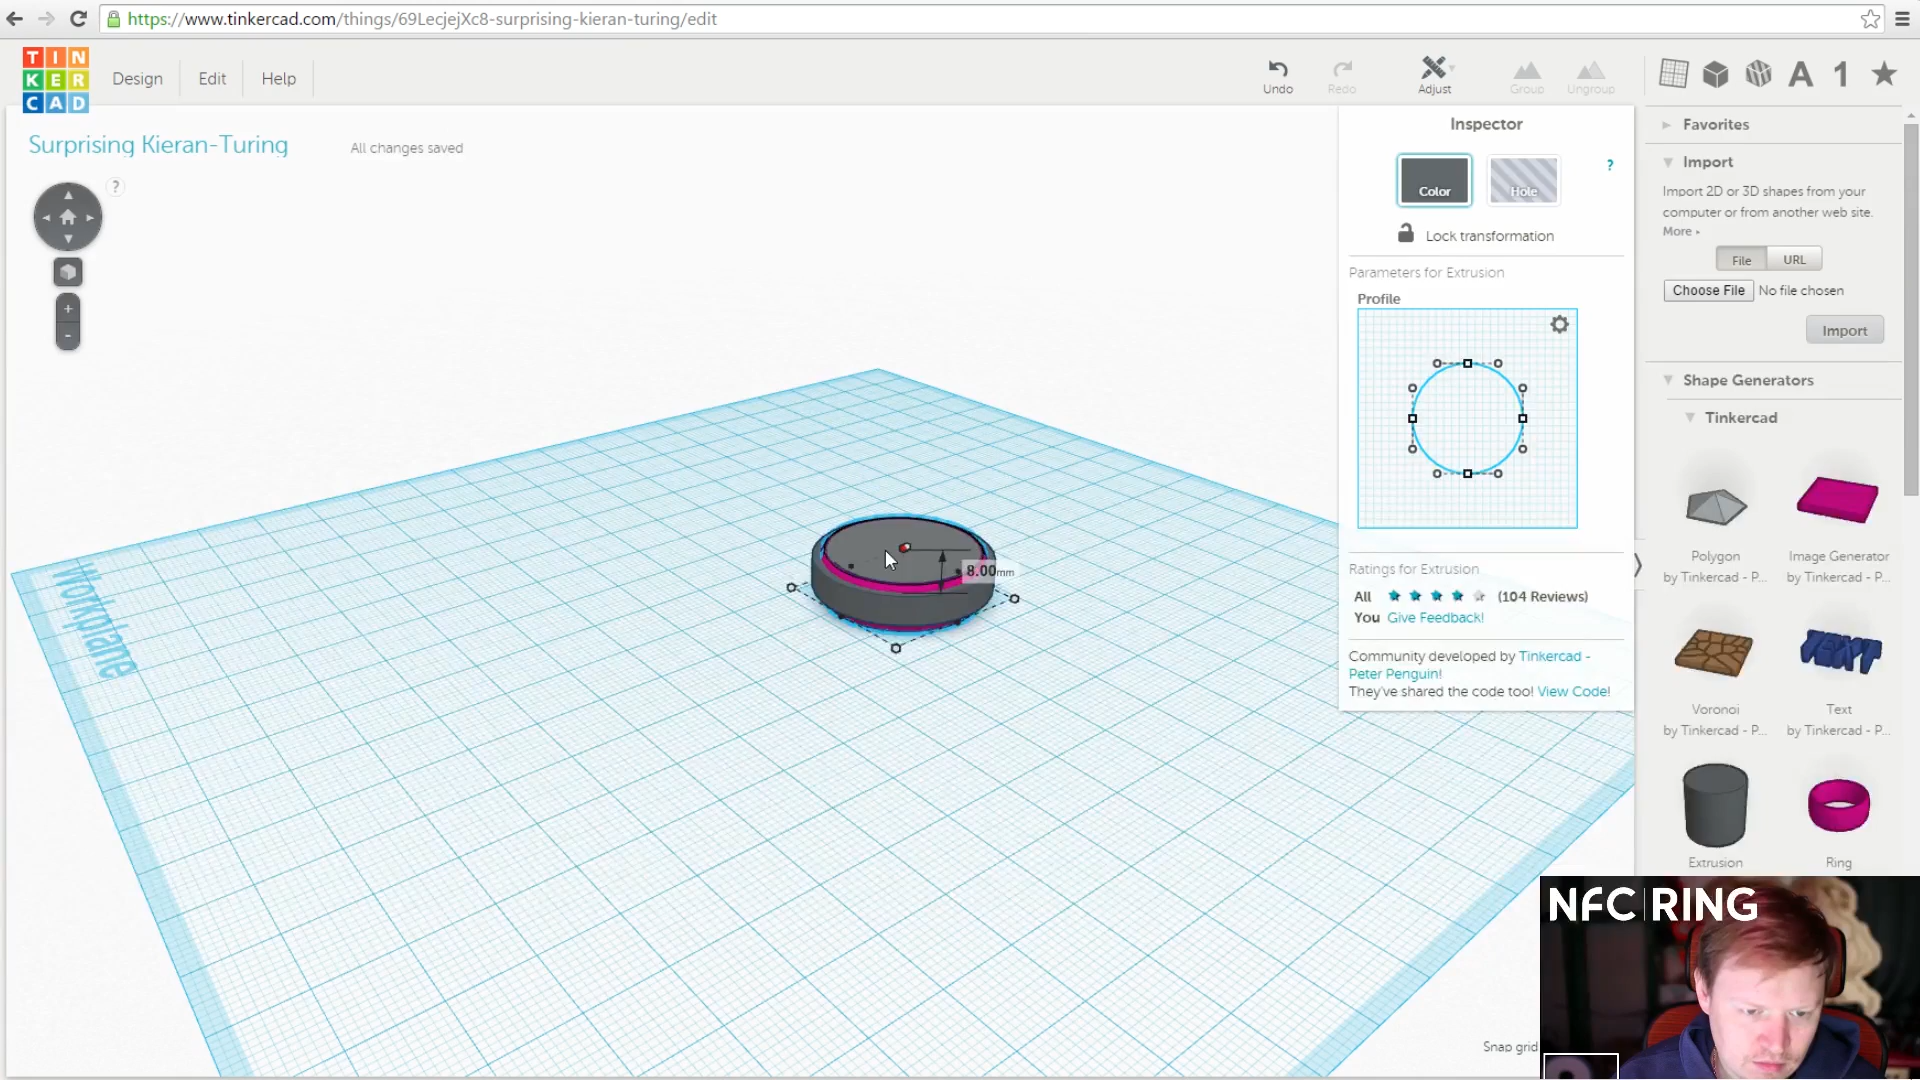 https://www.tinkercad.com/things/69LecjejXc8-surprising-kieran-turing/edit
TIN
KER
CAD
Design
Edit
Help
Undo
Redo
Adjust
Group
Ungroup
A
1
Surprising Kieran-Turing
All changes saved
?
+
-
Workplane
8.00mm
Inspector
Color
Hole
?
Lock transformation
Parameters for Extrusion
Profile
Ratings for Extrusion
All
(104 Reviews)
You Give Feedback!
Community developed by Tinkercad -
Peter Penguin!
They've shared the code too! View Code!
Favorites
Import
Import 2D or 3D shapes from your
computer or from another web site.
More
File
URL
Choose File No file chosen
Import
Shape Generators
Tinkercad
Polygon
by Tinkercad - P...
Image Generator
by Tinkercad - P...
TEXT
Voronoi
by Tinkercad - P...
Text
by Tinkercad - P...
Extrusion
Ring
Snap grid
NFC RING